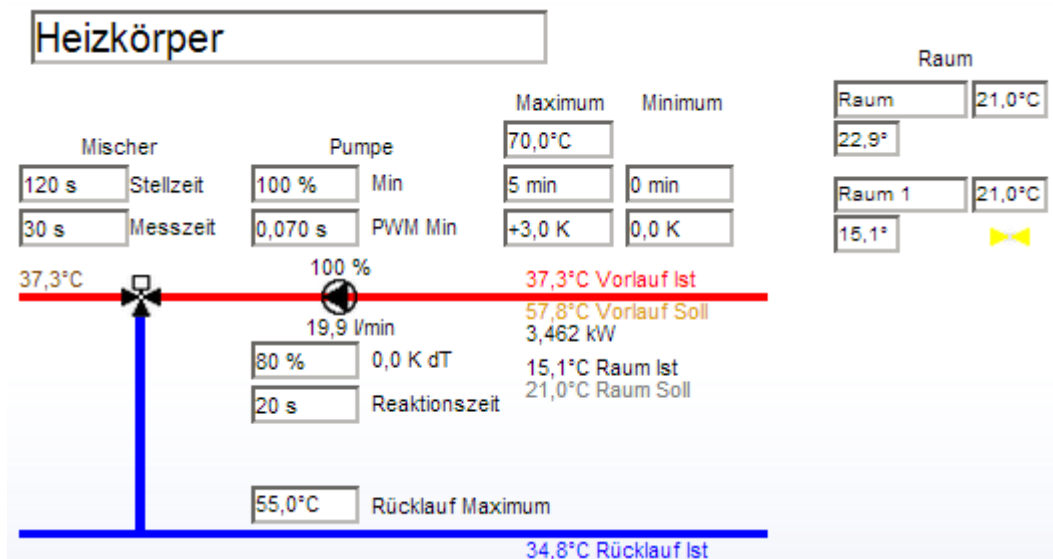 Heizkörper
Raum
Maximum Minimum
Raum 21,0°C
70,0°C
22,9°
Mischer Pumpe
120 s Stellzeit 100 % Min 5 min 0 min
Raum 1 21,0°C
30 s Messzeit 0,070 s PWM Min +3,0 K 0,0 K
15,1°
100 %
37,3°C 37,3°C Vorlauf Ist
57,8°C Vorlauf Soll
19,9 l/min 3,462 kW
80 % 0,0 K dT 15,1°C Raum Ist
21,0°C Raum Soll
20 s Reaktionszeit
55,0°C Rücklauf Maximum
34,8°C Rücklauf Ist